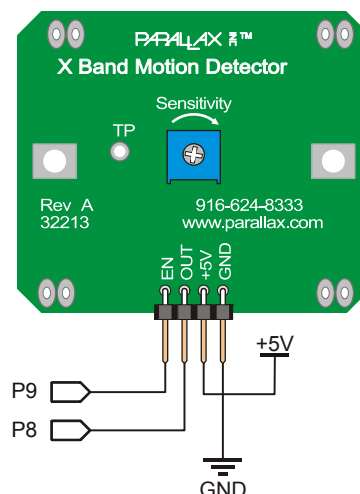 PARALLAX INC™
X Band Motion Detector
Sensitivity
TP
Rev A
32213
916-624-8333
www.parallax.com
EN
OUT
+5V
GND
+5V
P9
P8
GND